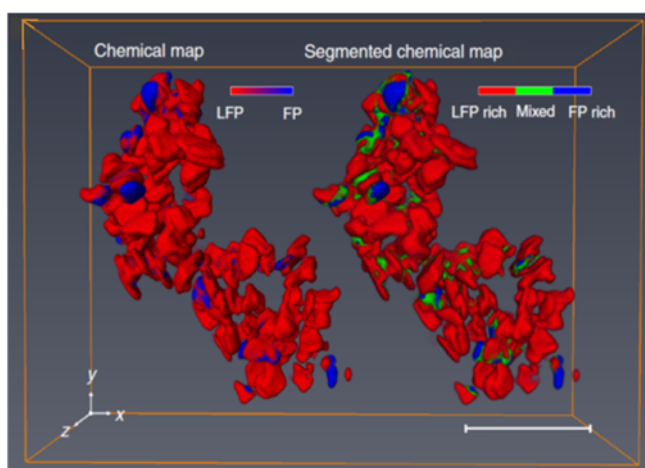 Chemical map
Segmented chemical map
LFP FP
LFP rich Mixed FP rich
y
z
x